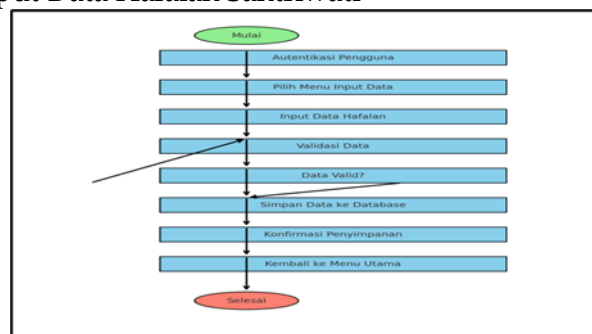 Mulai
Autentikasi Pengguna
Pilih Menu Input Data
Input Data Hafalan
Validasi Data
Data Valid?
Simpan Data ke Database
Konfirmasi Penyimpanan
Kembali ke Menu Utama
Selesai